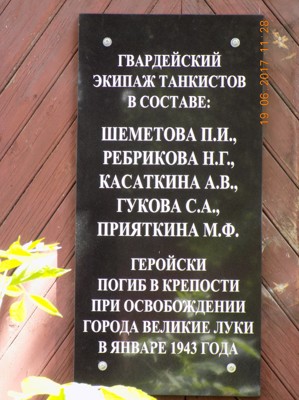 ГВАРДЕЙСКИЙ
ЭКИПАЖ ТАНКИСТОВ
В СОСТАВЕ:
ШЕМЕТОВА П.И.,
РЕБРИКОВА Н.Г.,
КАСАТКИНА А.В.,
ГУКОВА С.А.,
ПРИЯТКИНА М.Ф.
ГЕРОЙСКИ
ПОГИБ В КРЕПОСТИ
ПРИ ОСВОБОЖДЕНИИ
ГОРОДА ВЕЛИКИЕ ЛУКИ
В ЯНВАРЕ 1943 ГОДА
19 06 2017 11:28